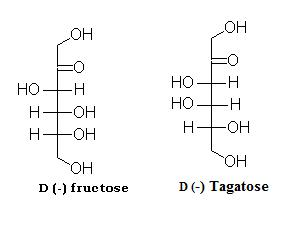 OH
O
HO H
H OH
H OH
OH
D (-) fructose
OH
O
HO H
HO H
H OH
OH
D (-) Tagatose